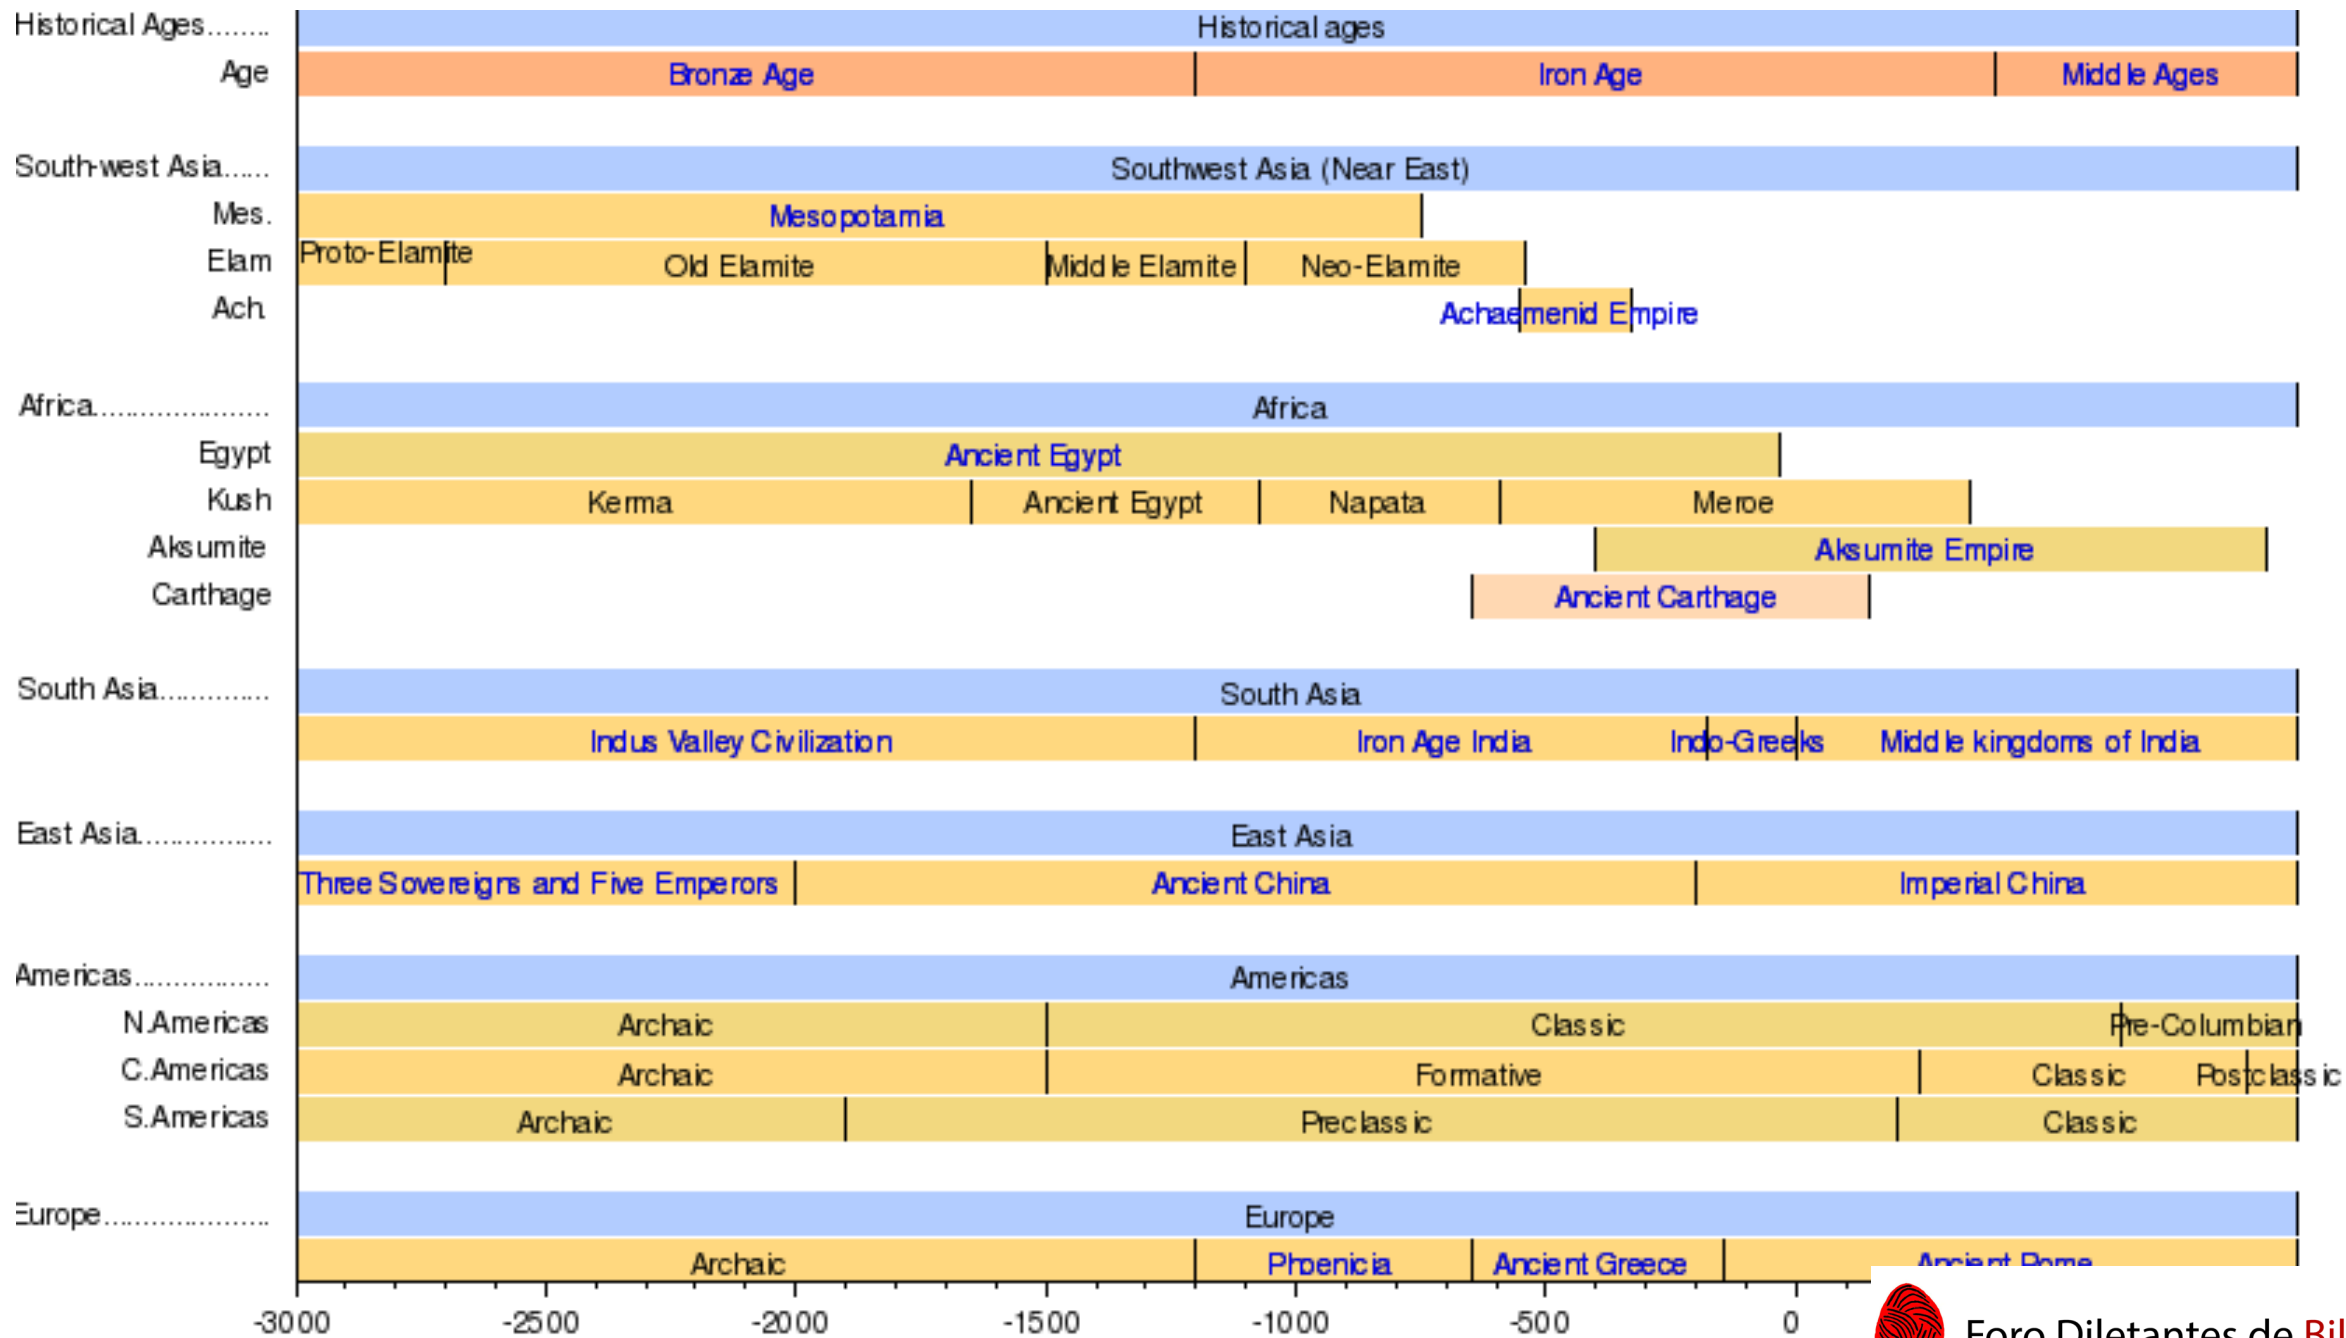 Historical Ages........ Historical ages
Age Bronze Age Iron Age Middle Ages
South-west Asia...... Southwest Asia (Near East)
Mes. Mesopotamia
Elam Proto-Elamite Old Elamite Middle Elamite Neo-Elamite
Ach. Achaemenid Empire
Africa...................... Africa
Egypt Ancient Egypt
Kush Kerma Ancient Egypt Napata Meroe
Aksumite Aksumite Empire
Carthage Ancient Carthage
South Asia.............. South Asia
Indus Valley Civilization Iron Age India Indo-Greeks Middle kingdoms of India
East Asia................. East Asia
Three Sovereigns and Five Emperors Ancient China Imperial China
Americas................ Americas
N.Americas Archaic Classic Pre-Columbian
C.Americas Archaic Formative Classic Postclassic
S.Americas Archaic Preclassic Classic
Europe..................... Europe
Archaic Phoenicia Ancient Greece Ancient Rome
-3000 -2500 -2000 -1500 -1000 -500 0
Foro Diletantes de